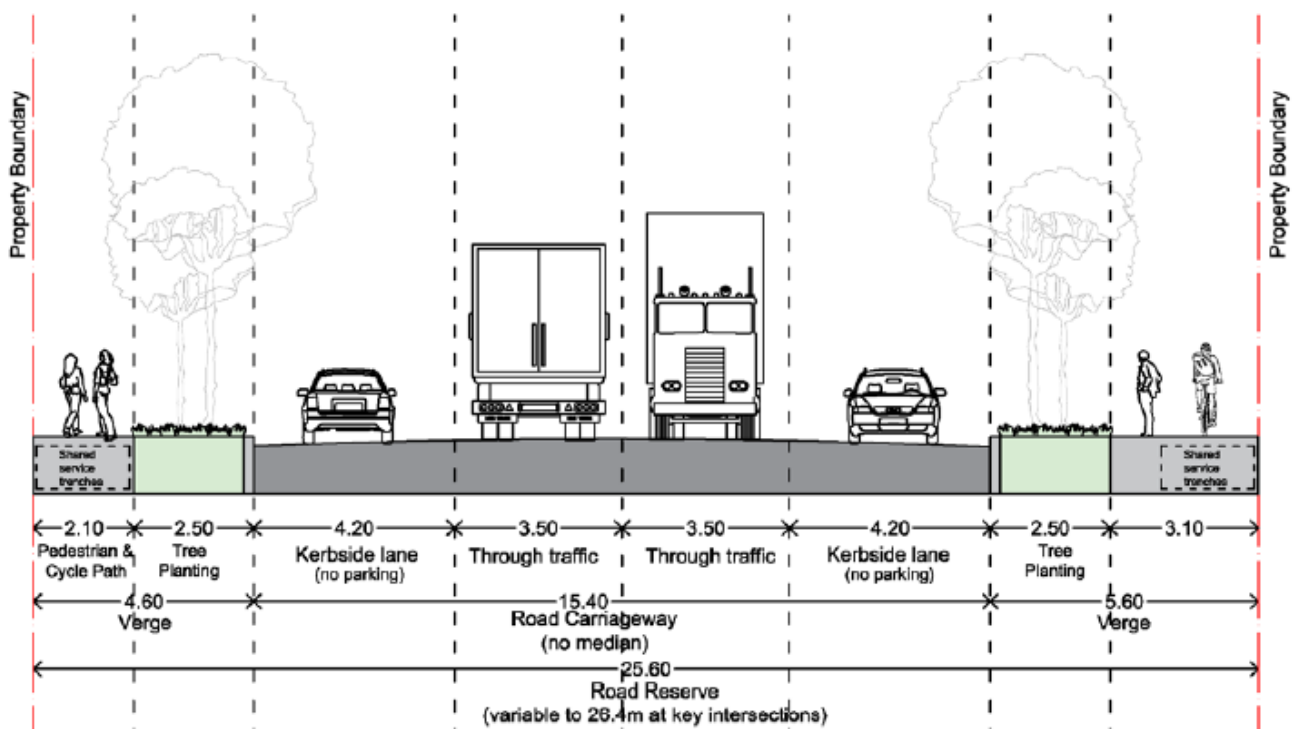 Property Boundary
Property Boundary
Shared
service
trenches
Shared
service
trenches
2.10
2.50
4.20
3.50
3.50
4.20
2.50
3.10
Pedestrian &
Cycle Path
Tree
Planting
Kerbside lane
(no parking)
Through traffic
Through traffic
Kerbside lane
(no parking)
Tree
Planting
4.60
Verge
15.40
Road Carriageway
(no median)
5.60
Verge
25.60
Road Reserve
(variable to 26.4m at key intersections)